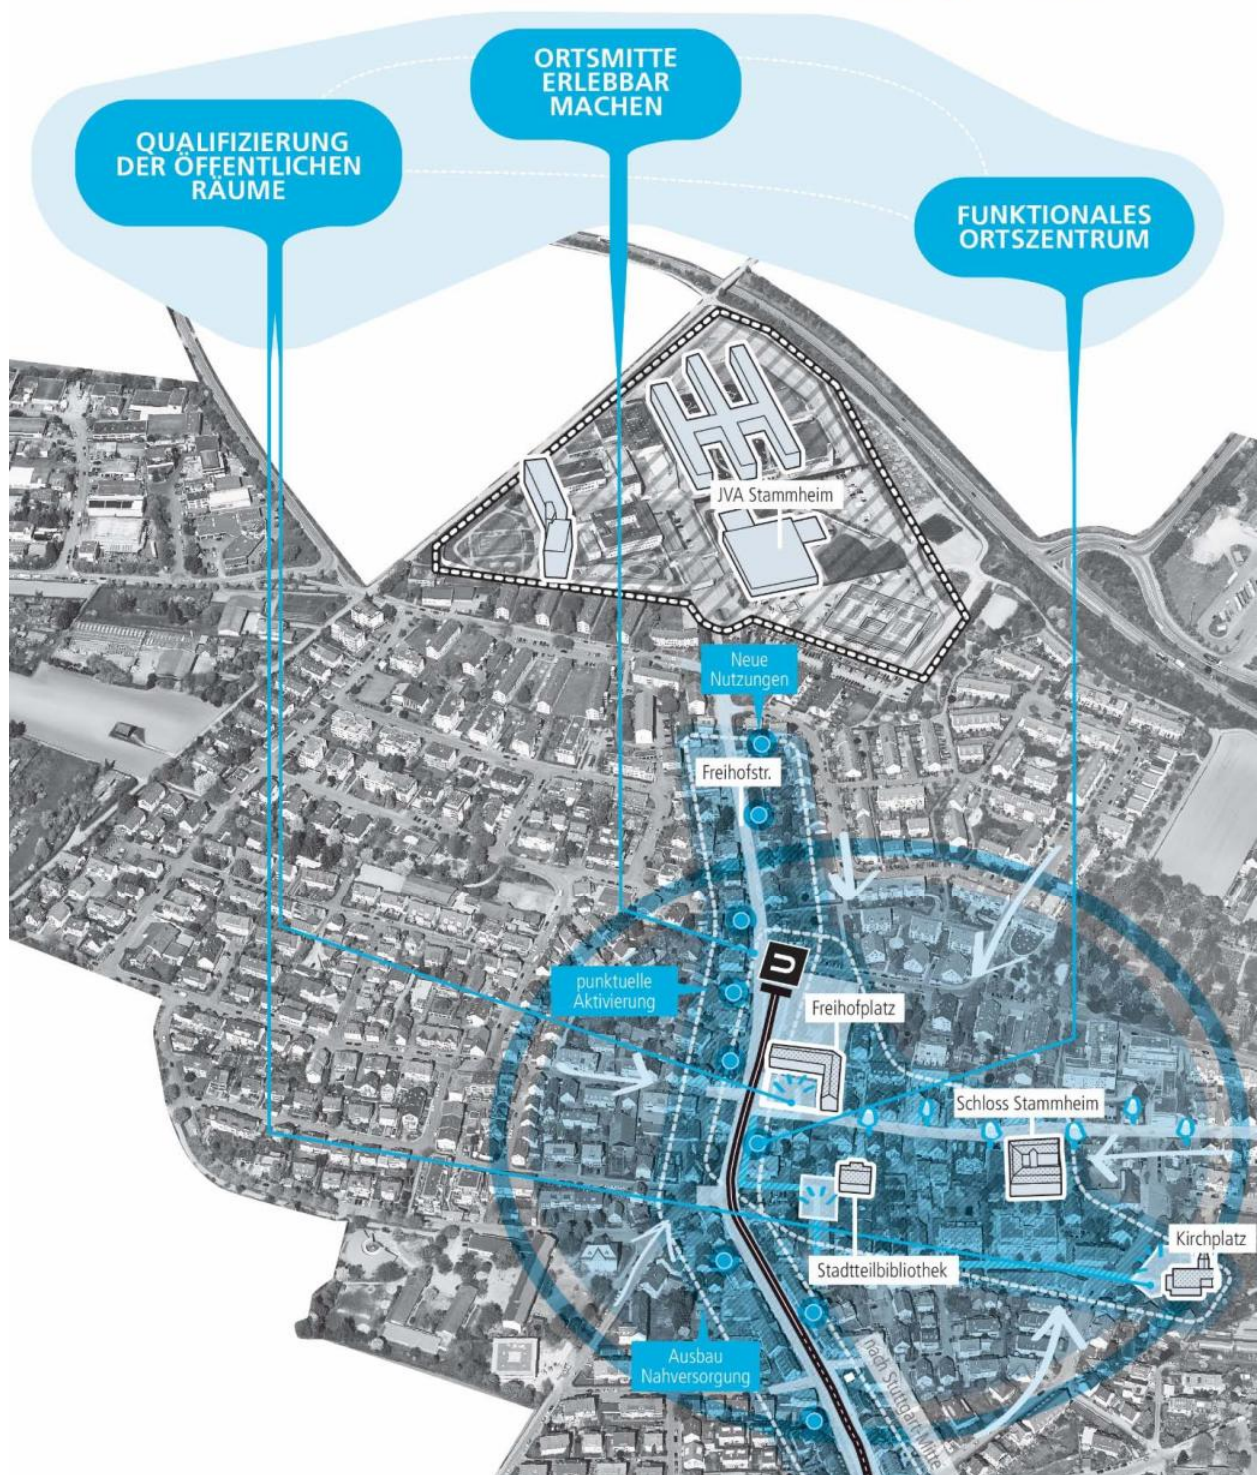 ORTSMITTE
ERLEBBAR
MACHEN
QUALIFIZIERUNG
DER ÖFFENTLICHEN
RÄUME
FUNKTIONALES
ORTSZENTRUM
JVA Stammheim
Neue
Nutzungen
Freihofstr.
U
punktuelle
Aktivierung
Freihofplatz
Schloss Stammheim
Kirchplatz
Stadtteilbibliothek
Ausbau
Nahversorgung
nach Stuttgart-Mitte